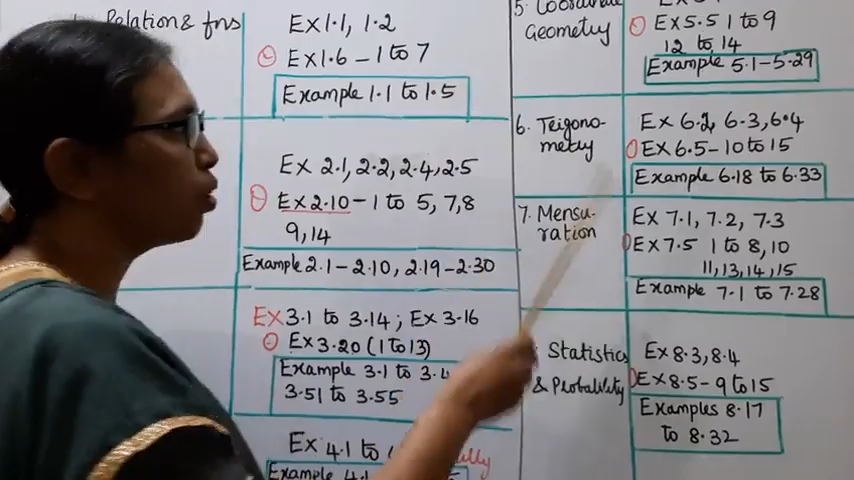 Relation & fns
Ex 1.1, 1.2
Ex 1.6 - 1 to 7
Example 1.1 to 1.5
Ex 2.1, 2.2, 2.4, 2.5
Ex 2.10 - 1 to 5, 7,8
9,14
Example 2.1 - 2.10, 2.19 - 2.30
Ex 3.1 to 3.14 ; Ex 3.16
Ex 3.20 (1 to 13)
Example 3.1 to 3.
3.51 to 3.55
Ex 4.1 to
Example 4.
5.
Geometry
Ex 5.5 1 to 9
12 to 14
Example 5.1 - 5.29
6. Teigono-
metry
Ex 6.2, 6.3, 6.4
Ex 6.5 - 10 to 15
Example 6.18 to 6.33
7. Mensu-
ration
Ex 7.1, 7.2, 7.3
Ex 7.5 1 to 8, 10
11, 13, 14, 15
Example 7.1 to 7.28
Statistics
& Probability
Ex 8.3, 8.4
Ex 8.5 - 9 to 15
Examples 8.17
to 8.32